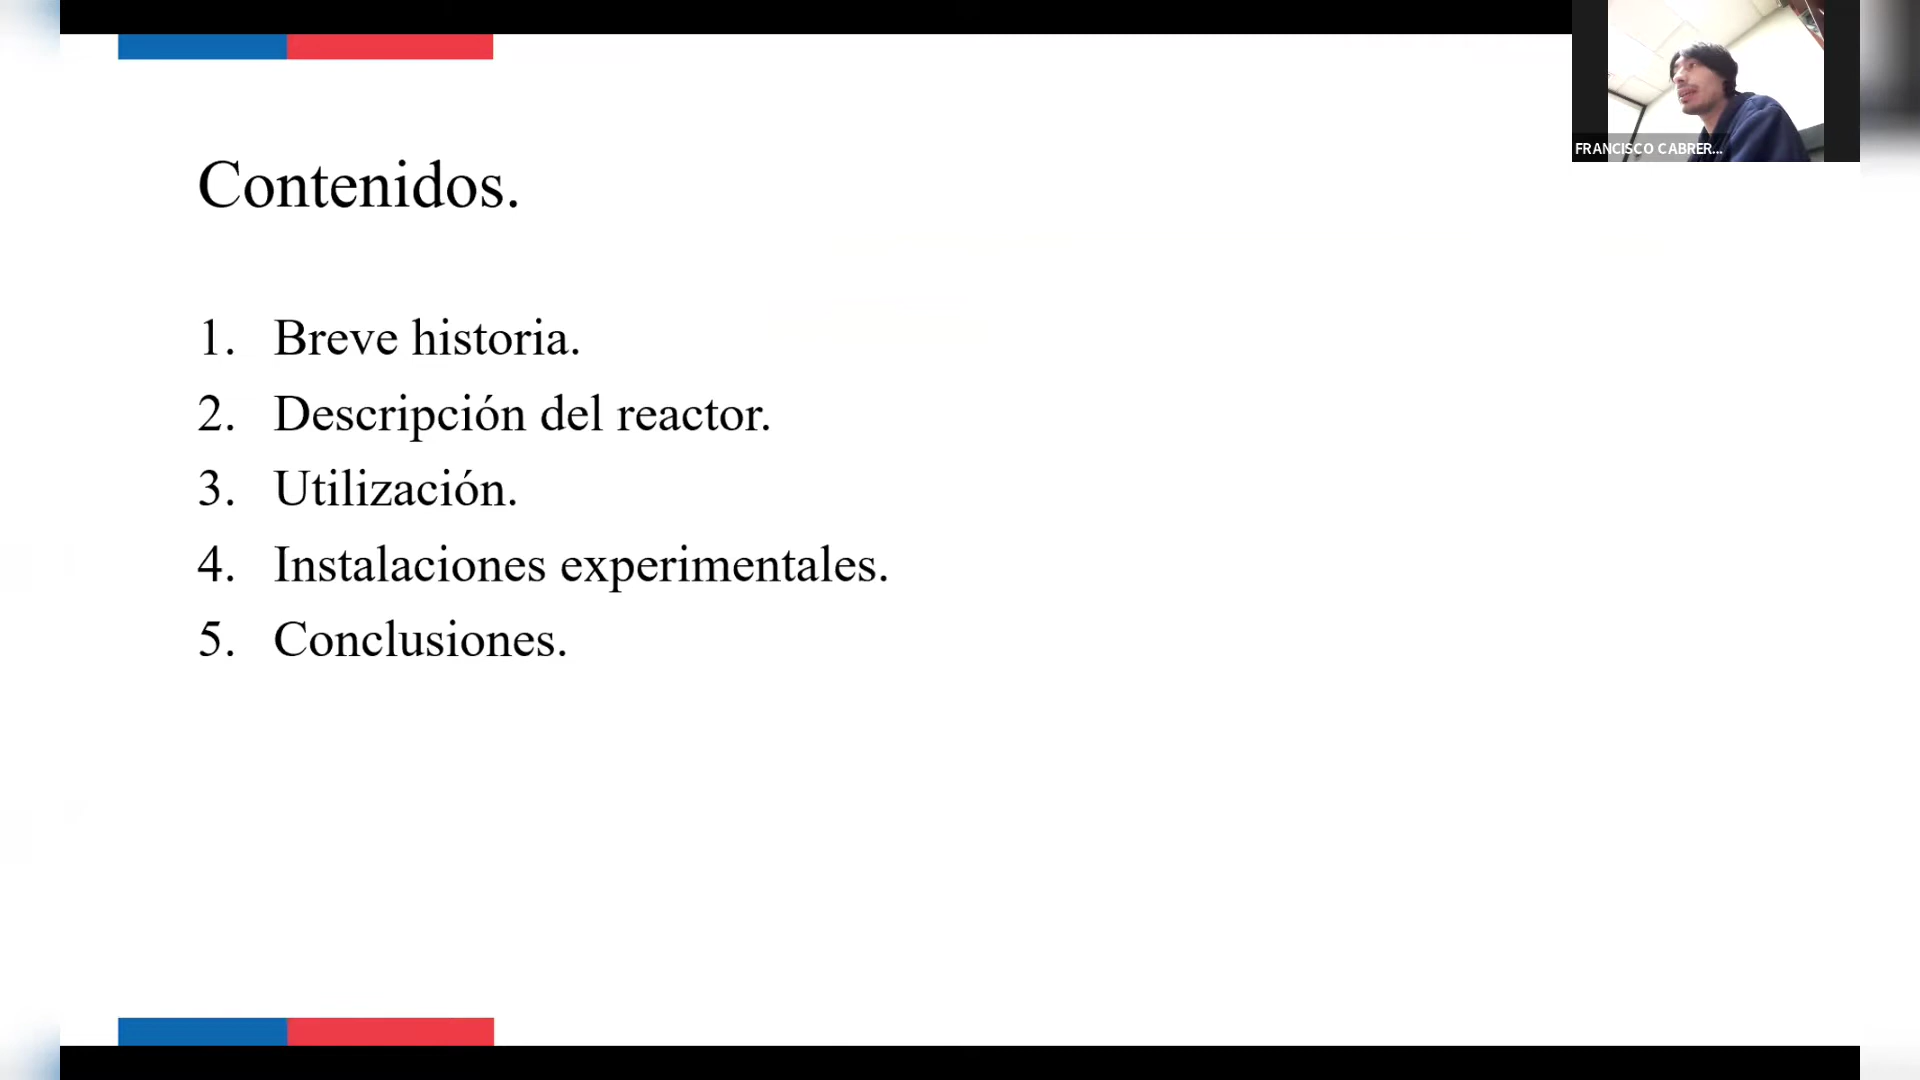 FRANCISCO CABRER...
Contenidos.
1. Breve historia.
2. Descripción del reactor.
3. Utilización.
4. Instalaciones experimentales.
5. Conclusiones.